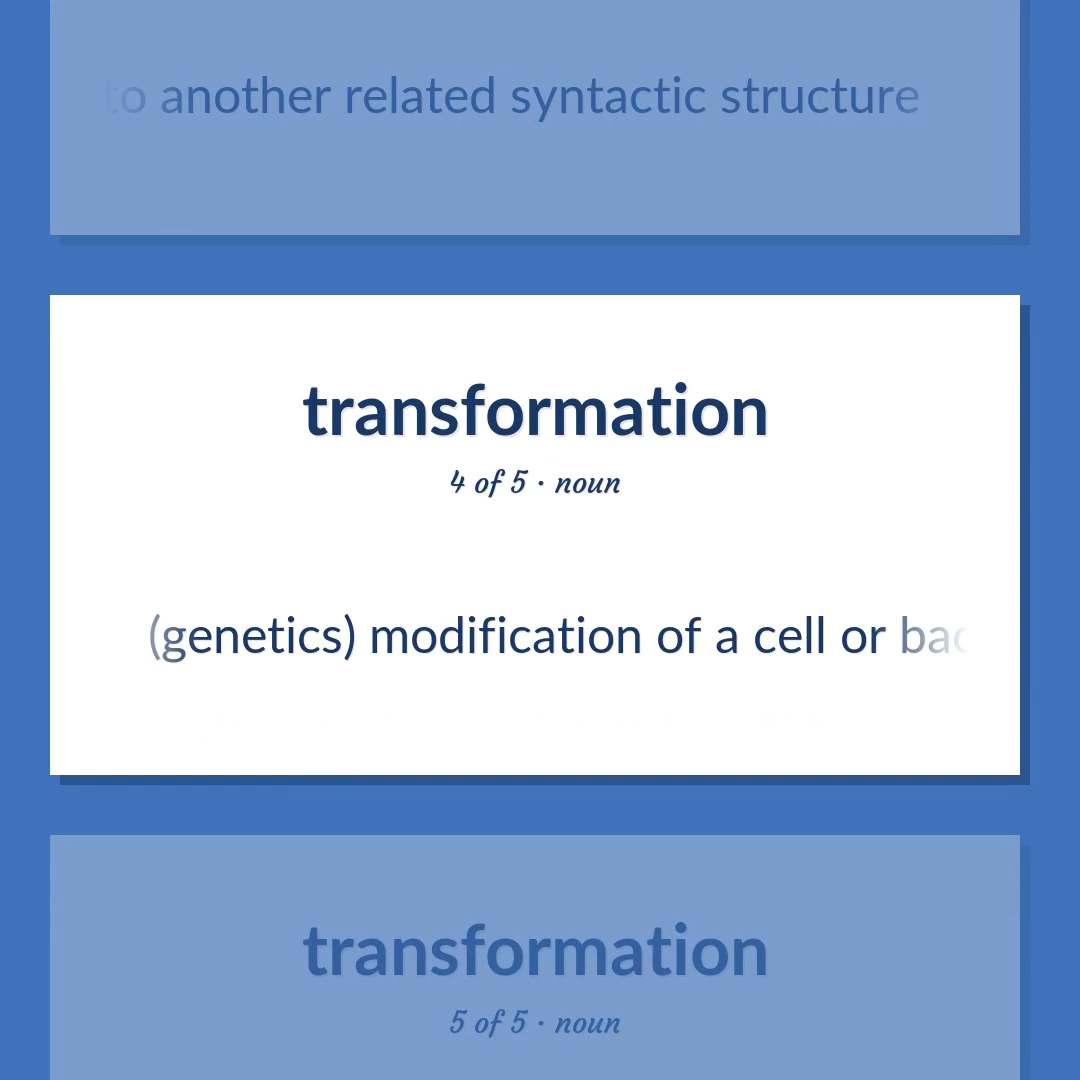 to another related syntactic structure
transformation
4 of 5 · noun
(genetics) modification of a cell or bac
transformation
5 of 5 · noun